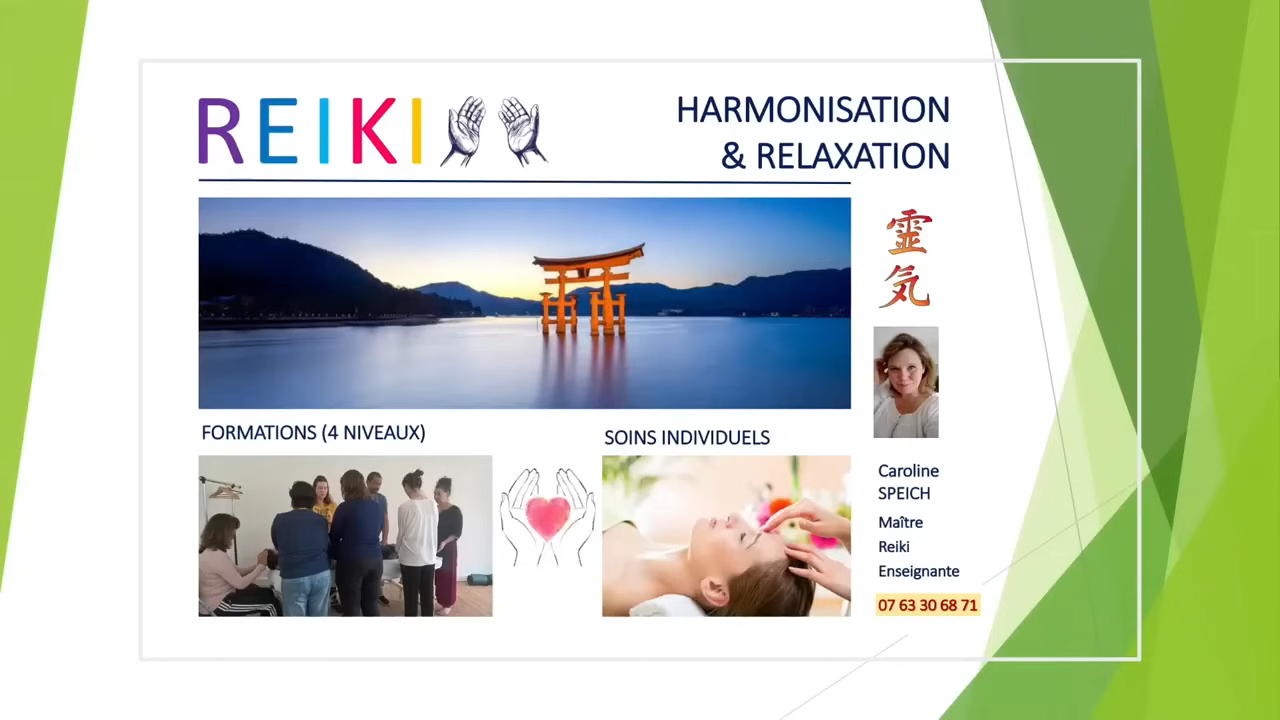 REIKI
HARMONISATION
& RELAXATION
霊
気
FORMATIONS (4 NIVEAUX)
SOINS INDIVIDUELS
Caroline
SPEICH
Maître
Reiki
Enseignante
07 63 30 68 71